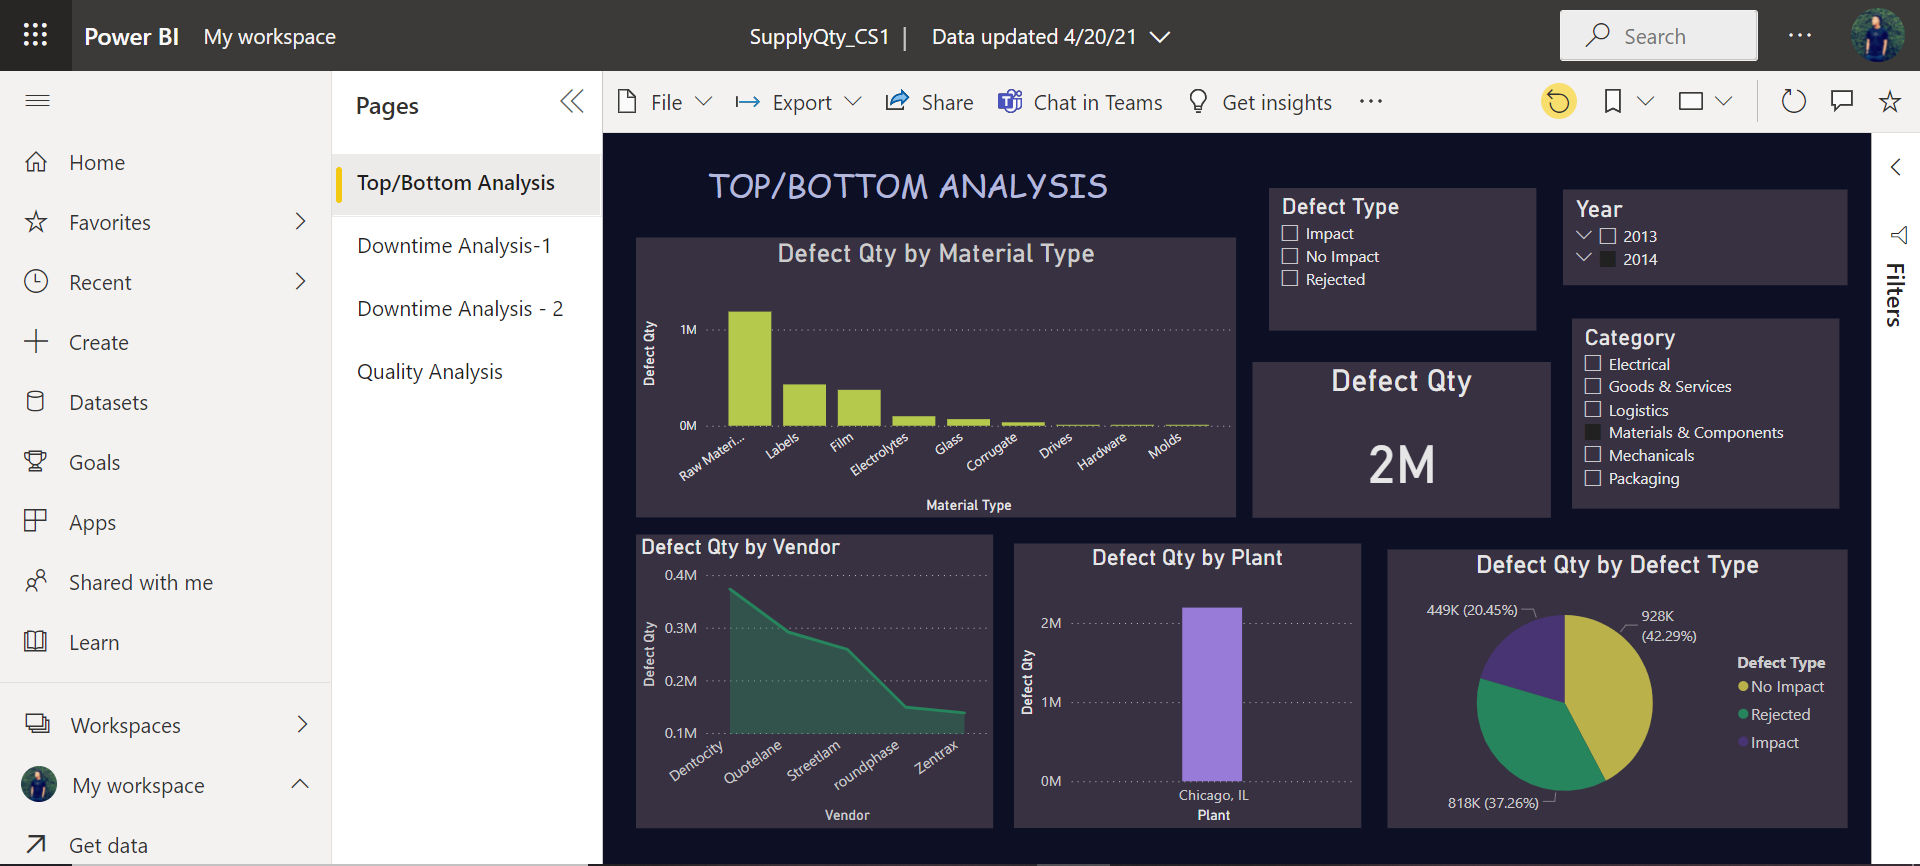 Power BI
My workspace
SupplyQty_CS1 | Data updated 4/20/21
Search
Home
Favorites
Recent
Create
Datasets
Goals
Apps
Shared with me
Learn
Workspaces
My workspace
Get data
Pages
Top/Bottom Analysis
Downtime Analysis-1
Downtime Analysis - 2
Quality Analysis
File
Export
Share
Chat in Teams
Get insights
TOP/BOTTOM ANALYSIS
Defect Qty by Material Type
Defect Qty
1M
0M
Raw Materi...
Labels
Film
Electrolytes
Glass
Corrugate
Drives
Hardware
Molds
Material Type
Defect Type
Impact
No Impact
Rejected
Year
2013
2014
Defect Qty
2M
Category
Electrical
Goods & Services
Logistics
Materials & Components
Mechanicals
Packaging
Filters
Defect Qty by Vendor
Defect Qty
0.4M
0.3M
0.2M
0.1M
Dentocity
Quotelane
Streetlam
roundphase
Zentrax
Vendor
Defect Qty by Plant
Defect Qty
2M
1M
0M
Chicago, IL
Plant
Defect Qty by Defect Type
449K (20.45%)
928K
(42.29%)
818K (37.26%)
Defect Type
No Impact
Rejected
Impact